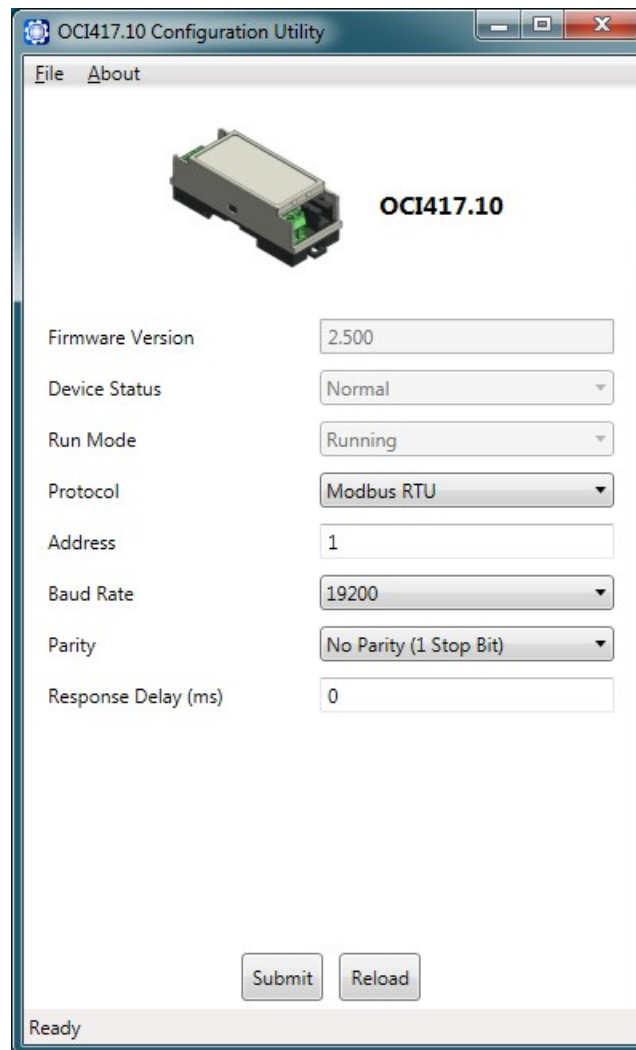 OCI417.10 Configuration Utility
File About
OCI417.10
Firmware Version 2.500
Device Status Normal
Run Mode Running
Protocol Modbus RTU
Address 1
Baud Rate 19200
Parity No Parity (1 Stop Bit)
Response Delay (ms) 0
Submit Reload
Ready